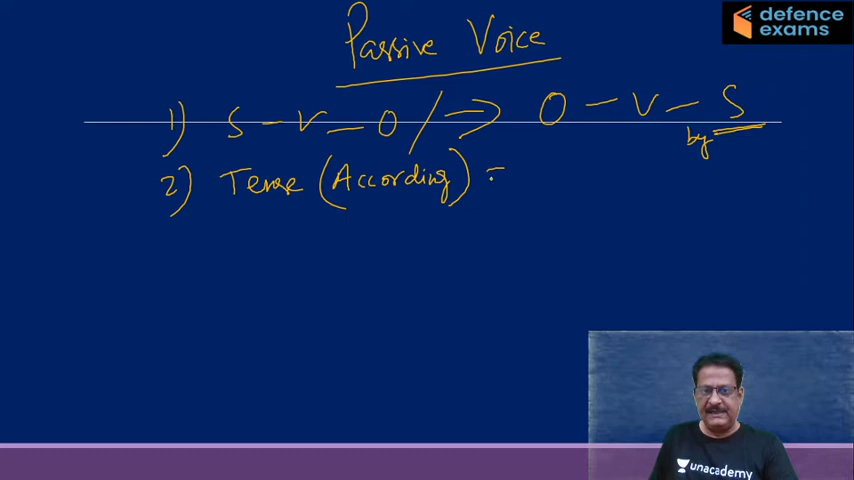 defence
exams
Passive Voice
1) S - V - O / => O - V - S
by
2) Tense (According) =
unacademy